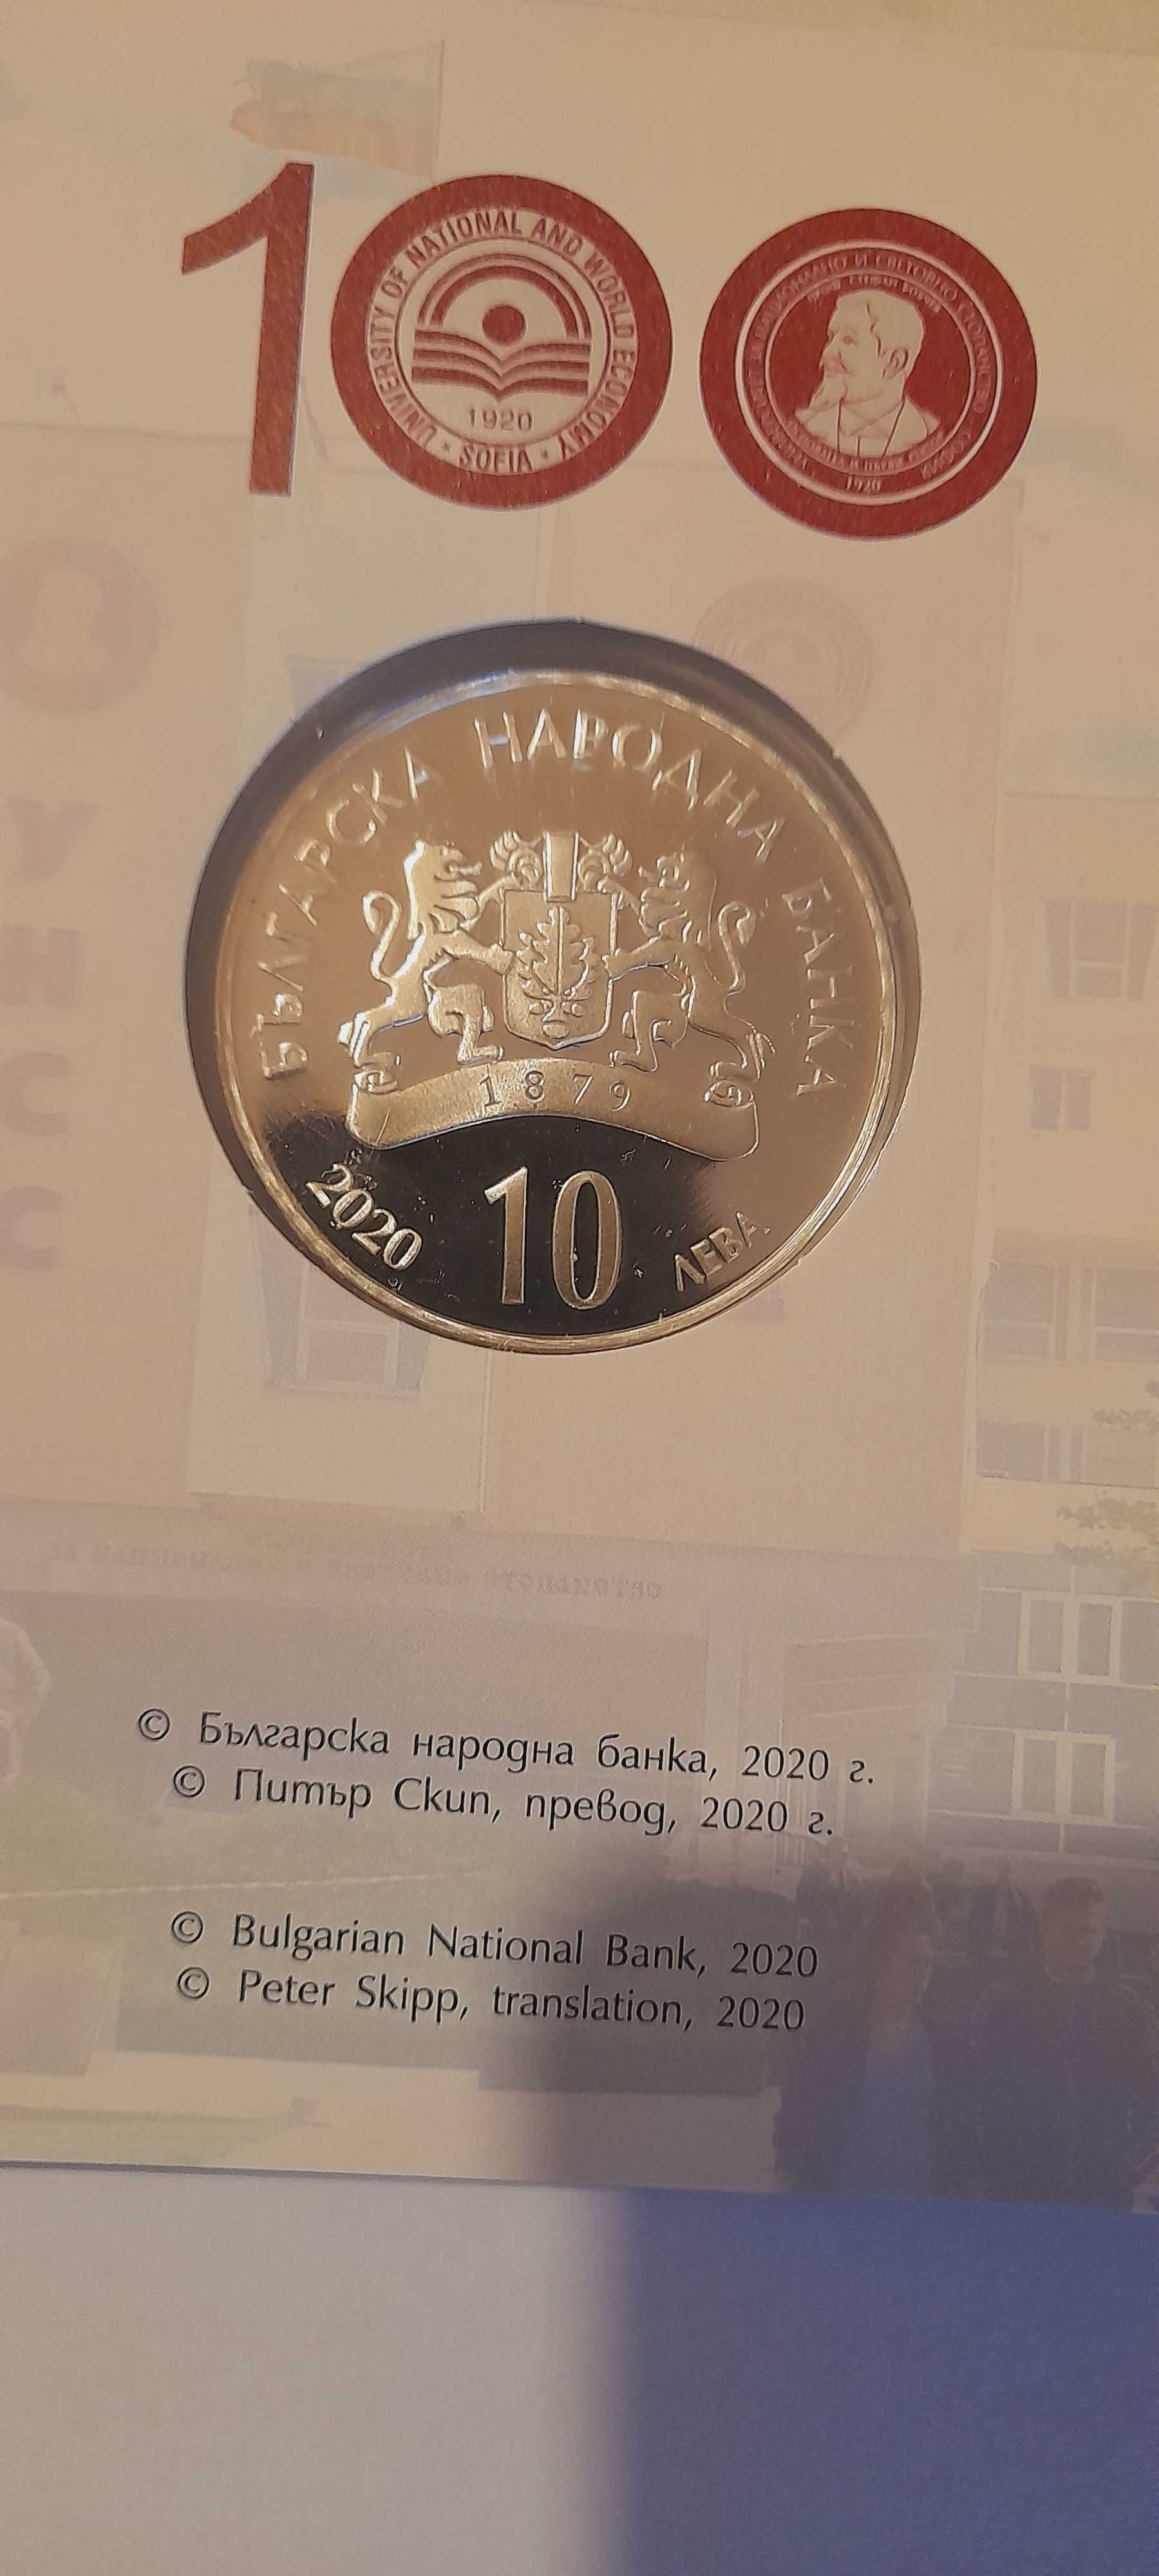 100
UNIVERSITY OF NATIONAL AND WORLD ECONOMY
1920
• SOFIA •
1920
БЪЛГАРСКА НАРОДНА БАНКА
1879
2020 10 ЛЕВА
У
Н
С
С
© Българска народна банка, 2020 г.
© Питър Скип, превод, 2020 г.
© Bulgarian National Bank, 2020
© Peter Skipp, translation, 2020